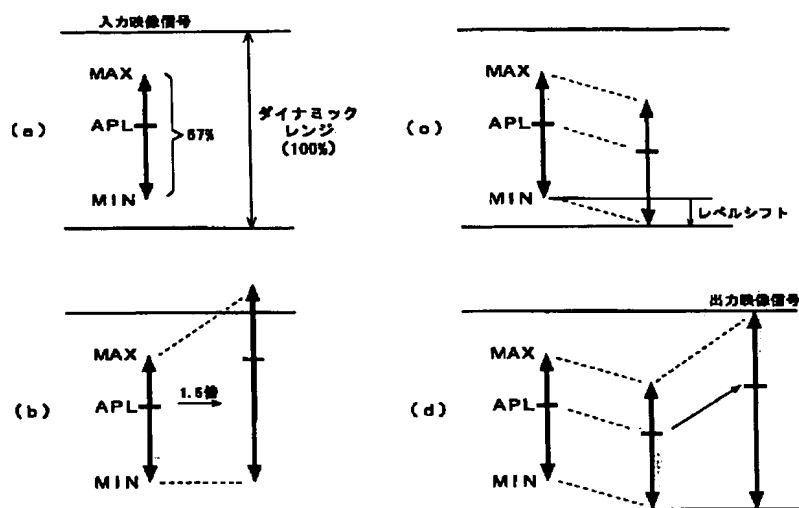 入力映像信号
(a)
MAX
APL
MIN
67%
ダイナミック
レンジ
(100%)
(c)
MAX
APL
MIN
レベルシフト
(b)
MAX
APL
MIN
1.5倍
(d)
出力映像信号
MAX
APL
MIN